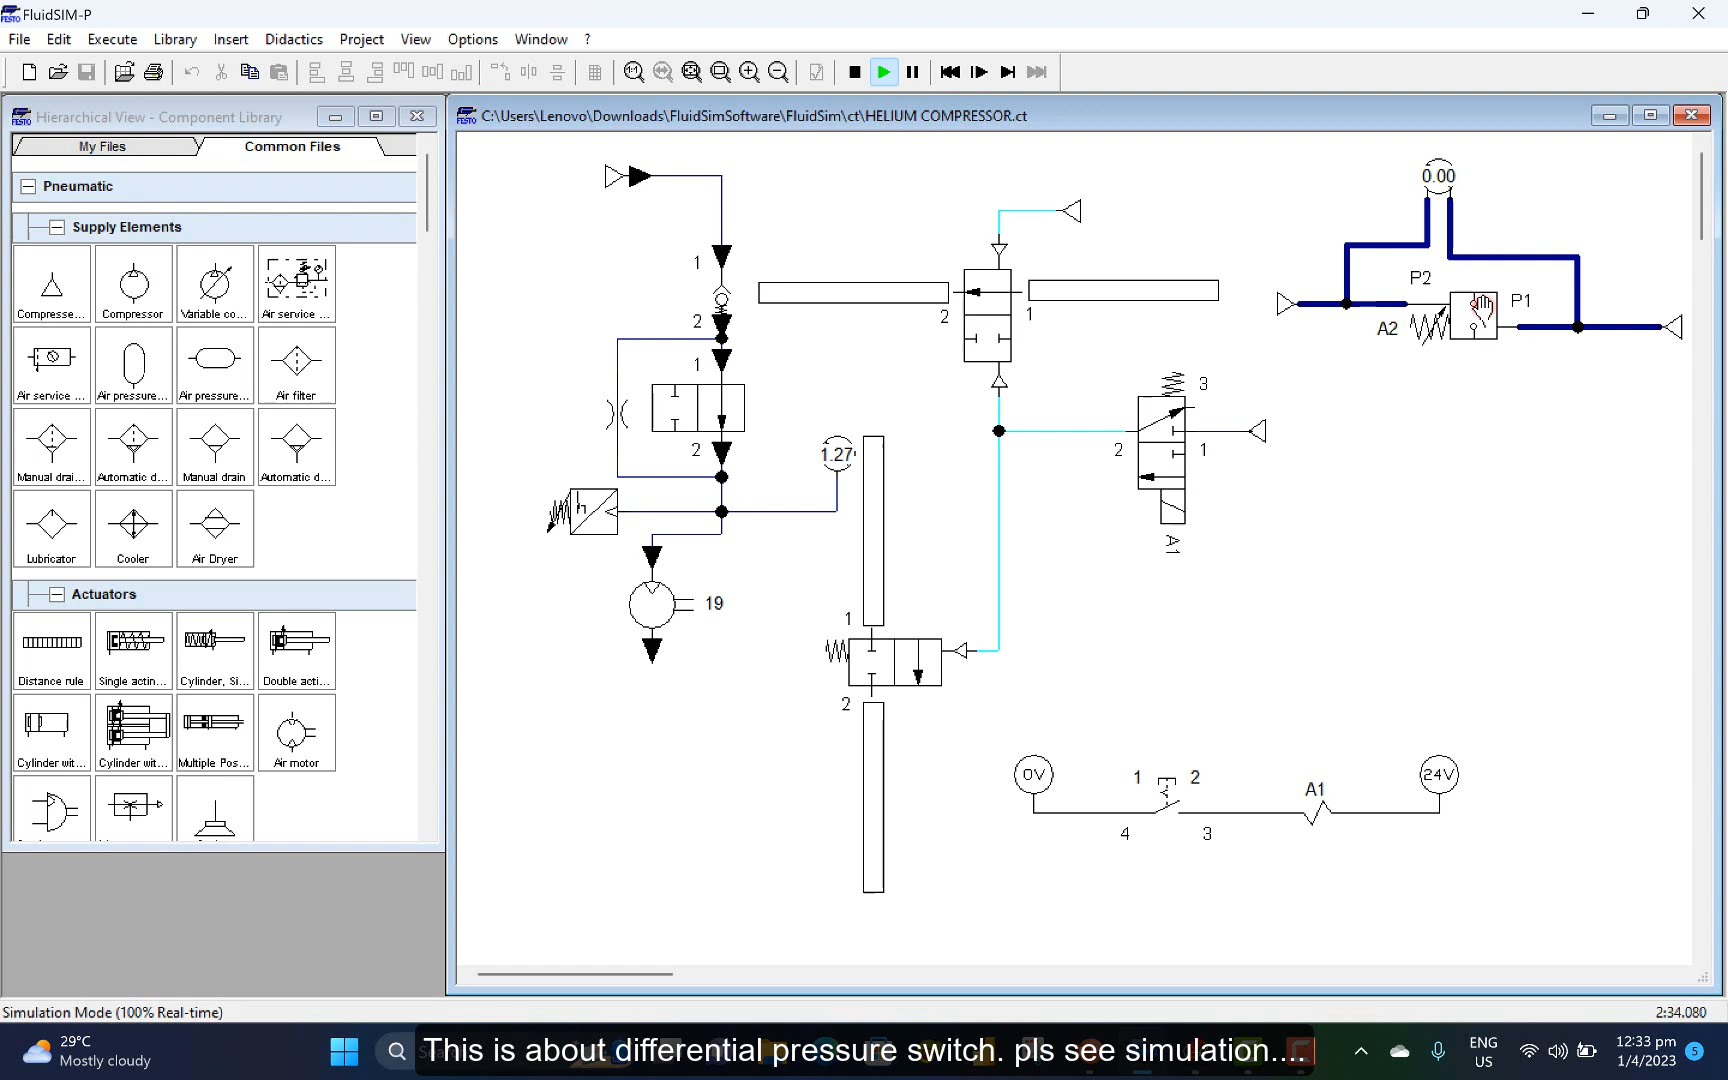 FESTO FluidSIM-P
File Edit Execute Library Insert Didactics Project View Options Window ?
1:1
FESTO Hierarchical View - Component Library
FESTO C:\Users\Lenovo\Downloads\FluidSimSoftware\FluidSim\ct\HELIUM COMPRESSOR.ct
My Files Common Files
Pneumatic
Supply Elements
Compresse... Compressor Variable co... Air service ...
Air service ... Air pressure... Air pressure... Air filter
Manual drai... Automatic d... Manual drain Automatic d...
Lubricator Cooler Air Dryer
Actuators
Distance rule Single actin... Cylinder, Si... Double acti...
Cylinder wit... Cylinder wit... Multiple Pos... Air motor
1
2
1
2
1.27
19
2
1
3
2
1
A1
1
2
0.00
P2
P1
A2
0V
1
2
4
3
A1
24V
Simulation Mode (100% Real-time) 2:34.080
29°C
Mostly cloudy
This is about differential pressure switch. pls see simulation....
ENG
US
12:33 pm
1/4/2023
5